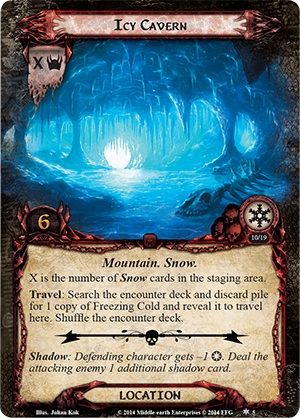 Icy Cavern
X
6
10/19
Mountain. Snow.
X is the number of Snow cards in the staging area.
Travel: Search the encounter deck and discard pile
for 1 copy of Freezing Cold and reveal it to travel
here. Shuffle the encounter deck.
Shadow: Defending character gets –1 . Deal the
attacking enemy 1 additional shadow card.
LOCATION
Illus. Julian Kok
© 2014 Middle-earth Enterprises © 2014 FFG